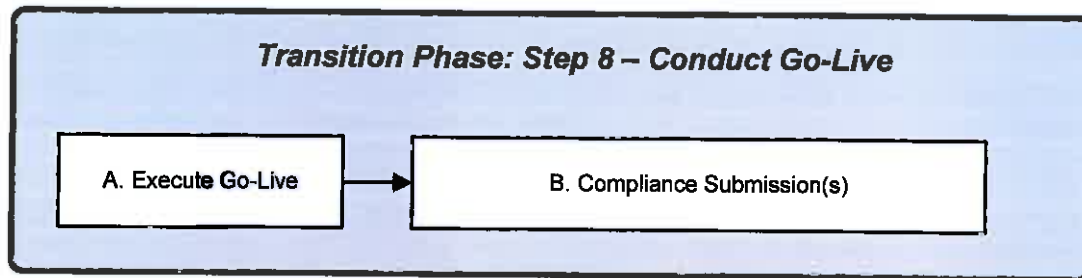 Transition Phase: Step 8 – Conduct Go-Live
A. Execute Go-Live
B. Compliance Submission(s)